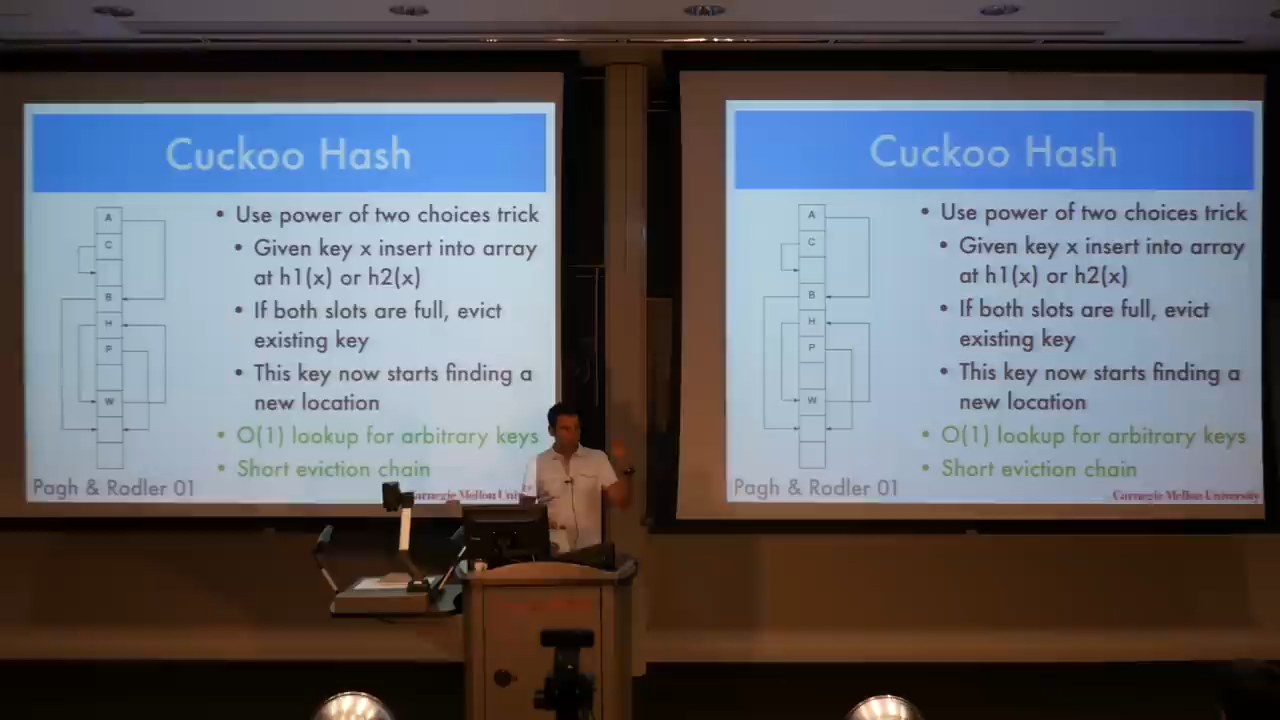 Cuckoo Hash
A
C
B
H
P
W
• Use power of two choices trick
• Given key x insert into array
at h1(x) or h2(x)
• If both slots are full, evict
existing key
• This key now starts finding a
new location
• O(1) lookup for arbitrary keys
• Short eviction chain
Pagh & Rodler 01
Carnegie Mellon
Cuckoo Hash
A
C
B
H
P
W
• Use power of two choices trick
• Given key x insert into array
at h1(x) or h2(x)
• If both slots are full, evict
existing key
• This key now starts finding a
new location
• O(1) lookup for arbitrary keys
• Short eviction chain
Pagh & Rodler 01
Carnegie Mellon University